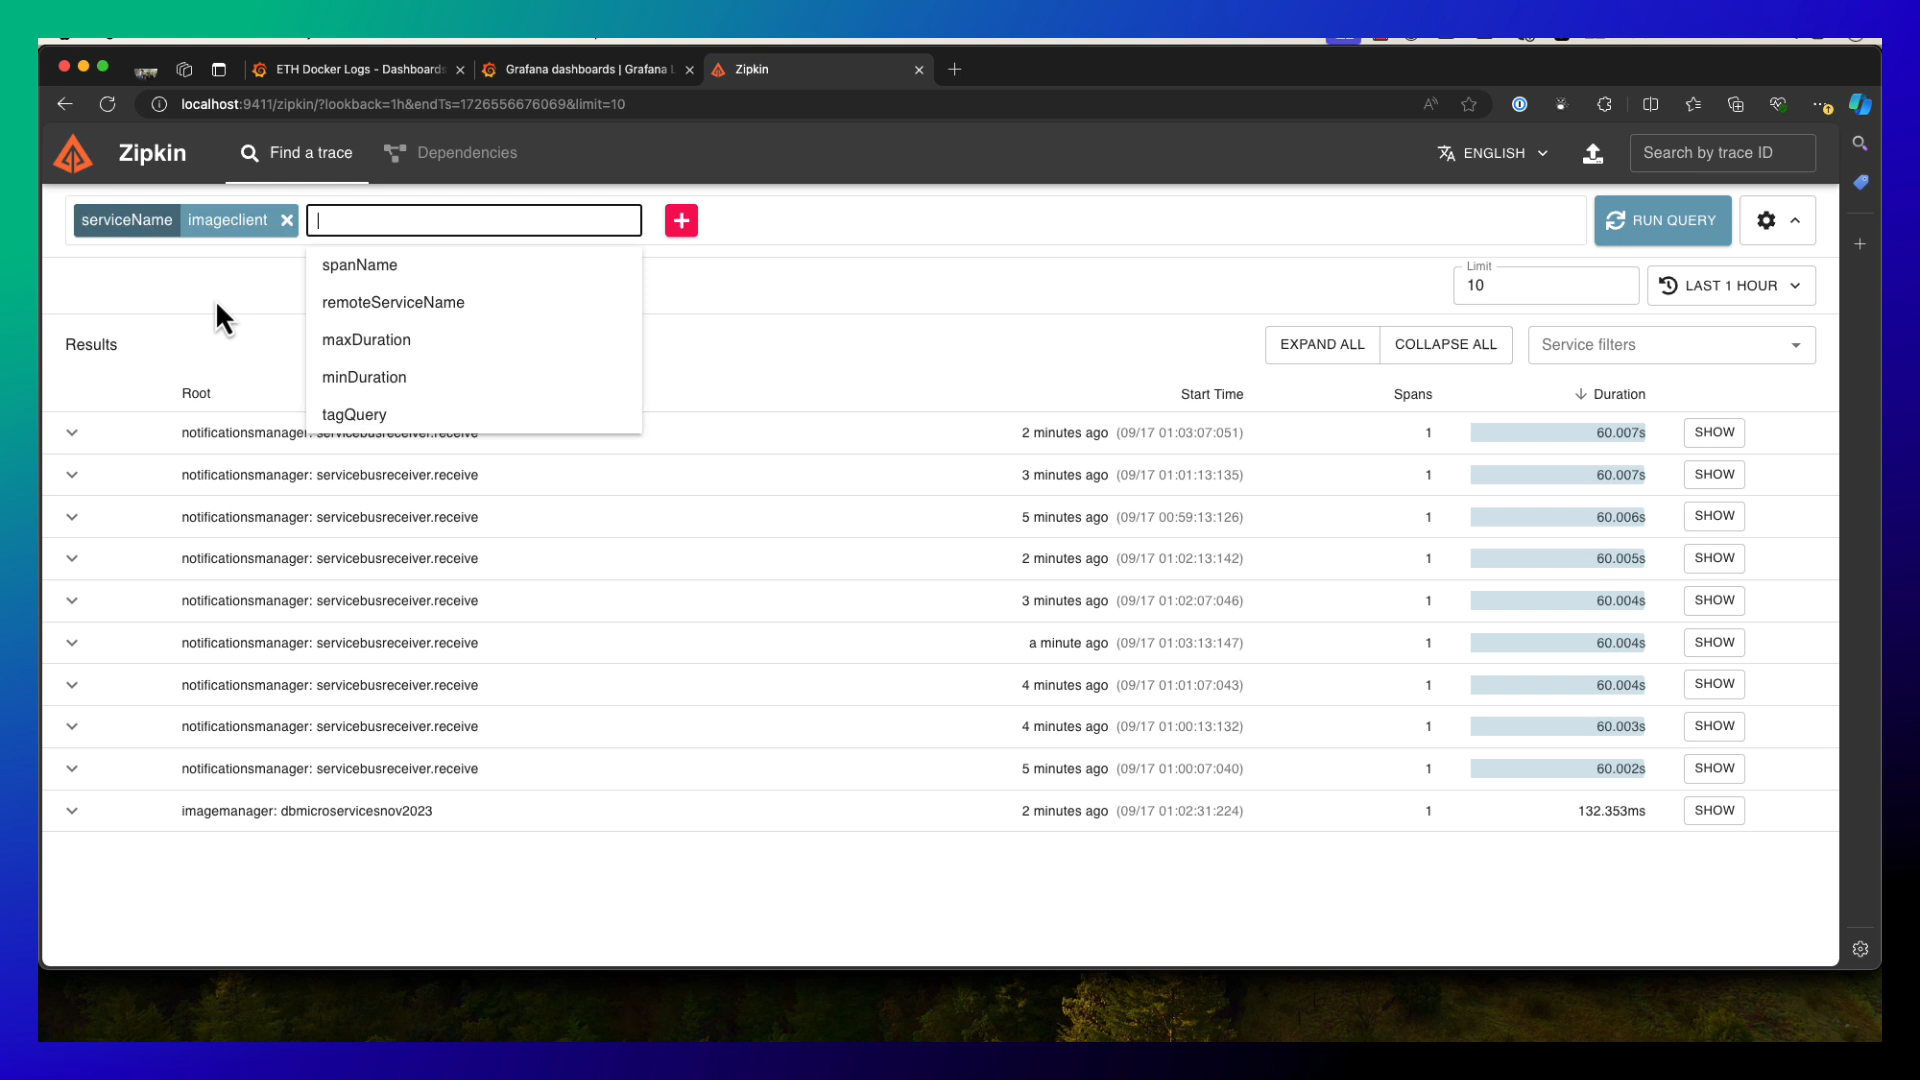 ETH Docker Logs - Dashboards
Grafana dashboards | Grafana L
Zipkin
localhost:9411/zipkin/?lookback=1h&endTs=1726556676069&limit=10
Zipkin
Find a trace
Dependencies
ENGLISH
Search by trace ID
serviceName imageclient
RUN QUERY
spanName
remoteServiceName
maxDuration
minDuration
tagQuery
Limit
10
LAST 1 HOUR
Results
EXPAND ALL
COLLAPSE ALL
Service filters
Root Start Time Spans Duration
notificationsmanager: servicebusreceiver.receive 2 minutes ago (09/17 01:03:07:051) 1 60.007s SHOW
notificationsmanager: servicebusreceiver.receive 3 minutes ago (09/17 01:01:13:135) 1 60.007s SHOW
notificationsmanager: servicebusreceiver.receive 5 minutes ago (09/17 00:59:13:126) 1 60.006s SHOW
notificationsmanager: servicebusreceiver.receive 2 minutes ago (09/17 01:02:13:142) 1 60.005s SHOW
notificationsmanager: servicebusreceiver.receive 3 minutes ago (09/17 01:02:07:046) 1 60.004s SHOW
notificationsmanager: servicebusreceiver.receive a minute ago (09/17 01:03:13:147) 1 60.004s SHOW
notificationsmanager: servicebusreceiver.receive 4 minutes ago (09/17 01:01:07:043) 1 60.004s SHOW
notificationsmanager: servicebusreceiver.receive 4 minutes ago (09/17 01:00:13:132) 1 60.003s SHOW
notificationsmanager: servicebusreceiver.receive 5 minutes ago (09/17 01:00:07:040) 1 60.002s SHOW
imagemanager: dbmicroservicesnov2023 2 minutes ago (09/17 01:02:31:224) 1 132.353ms SHOW